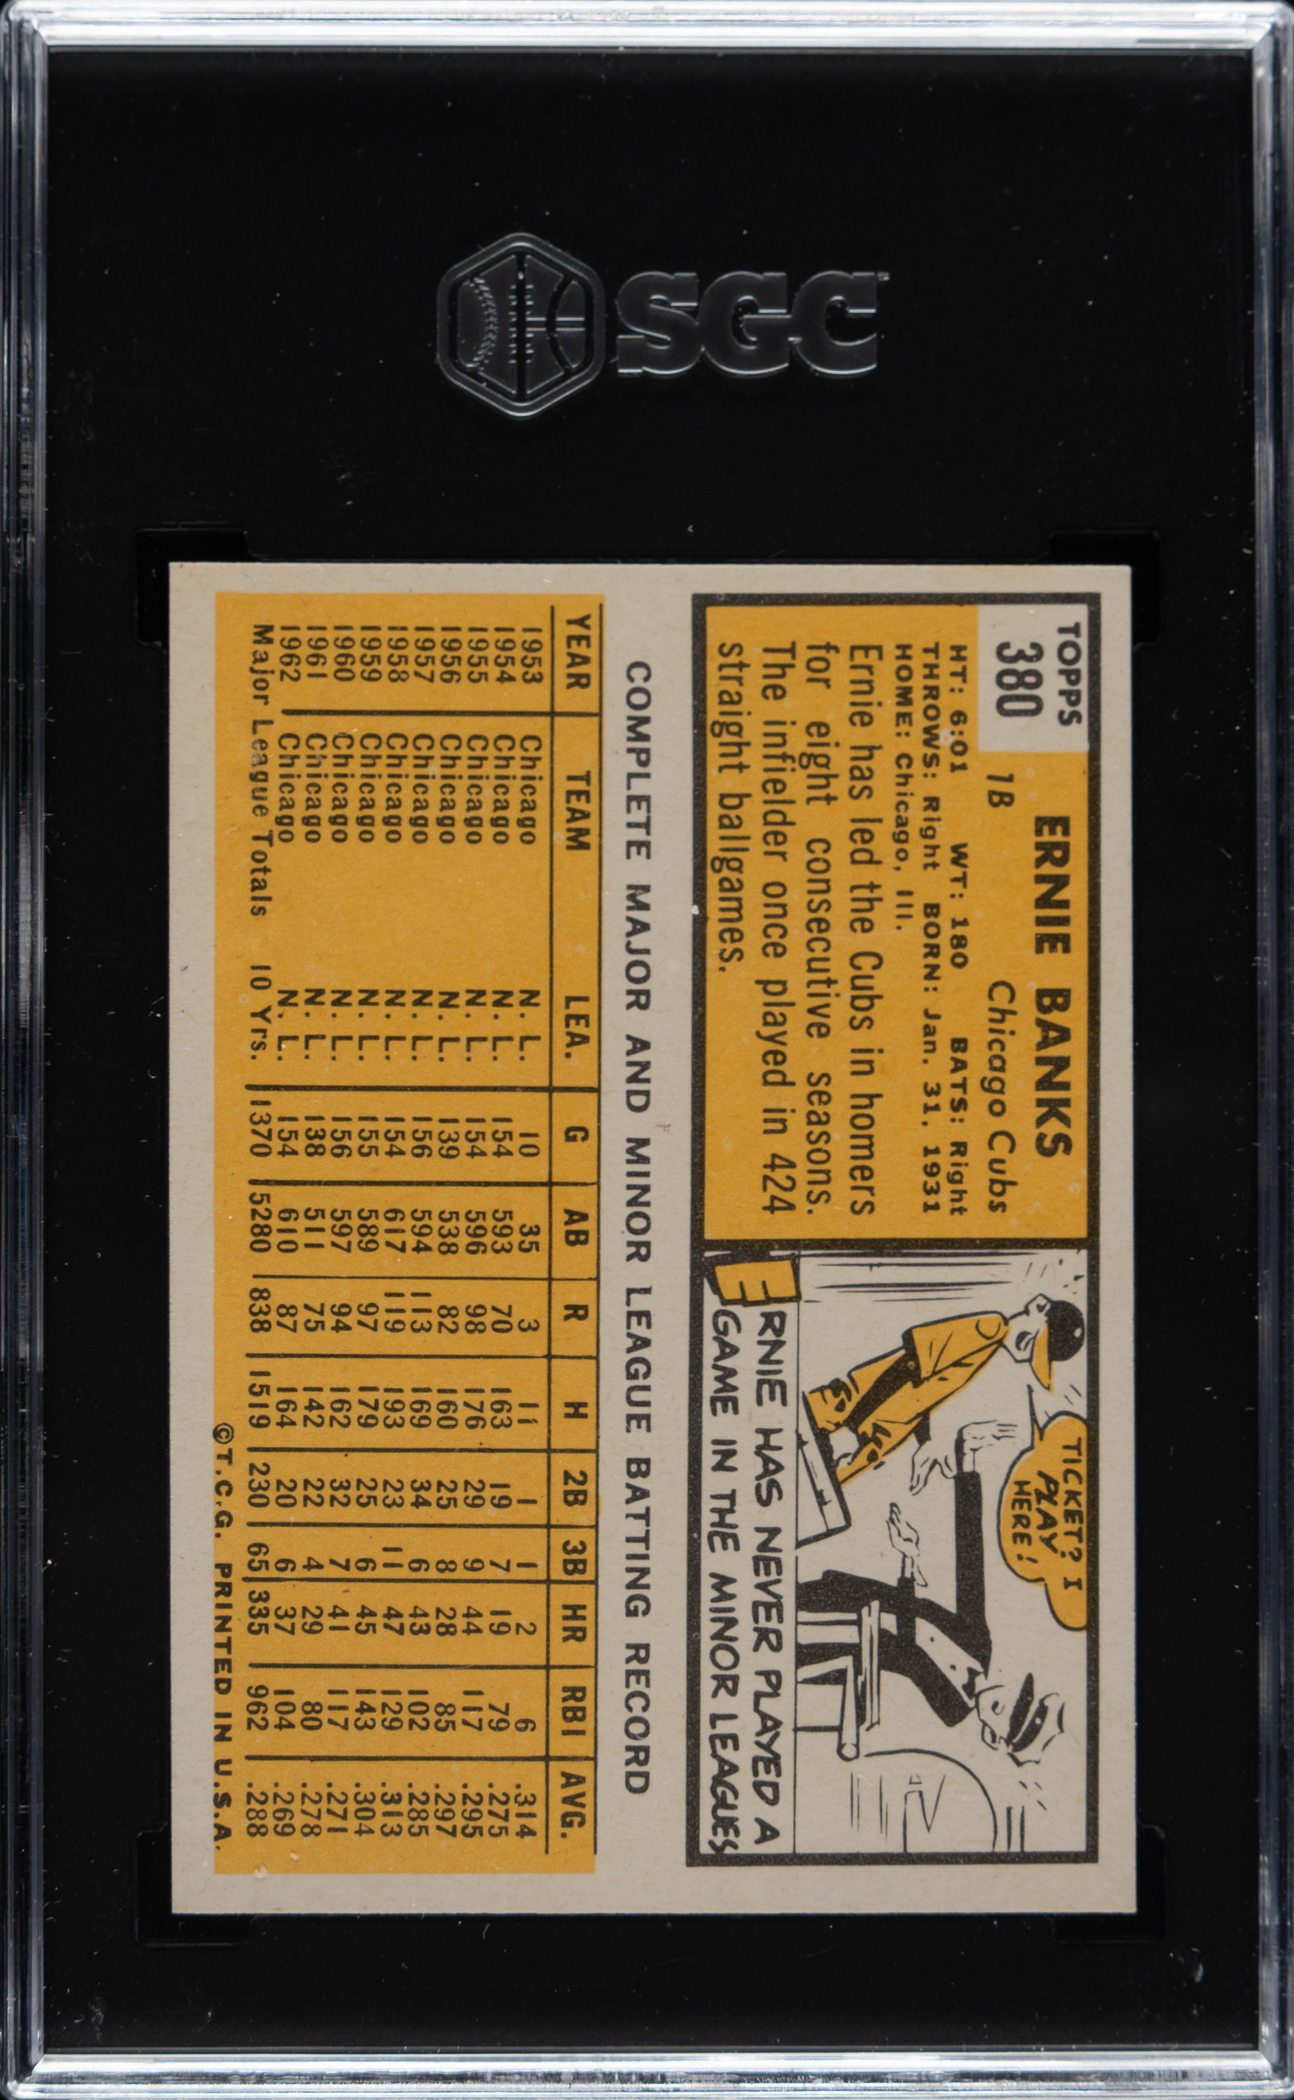 SGC
TOPPS
380
ERNIE BANKS
1B Chicago Cubs
HT: 6:01 WT: 180 BATS: Right
THROWS: Right BORN: Jan. 31, 1931
HOME: Chicago, Ill.
Ernie has led the Cubs in homers
for eight consecutive seasons.
The infielder once played in 424
straight ballgames.
TICKET? I
PLAY
HERE!
ERNIE HAS NEVER PLAYED A
GAME IN THE MINOR LEAGUES
COMPLETE MAJOR AND MINOR LEAGUE BATTING RECORD
YEAR TEAM LEA. G AB R H 2B 3B HR RBI AVG.
1953 Chicago N. L. 10 35 3 11 1 1 2 6 .314
1954 Chicago N. L. 154 593 70 163 19 7 19 79 .275
1955 Chicago N. L. 154 596 98 176 29 9 44 117 .295
1956 Chicago N. L. 139 538 82 160 25 8 28 85 .297
1957 Chicago N. L. 156 594 113 169 34 6 43 102 .285
1958 Chicago N. L. 154 617 119 193 23 11 47 129 .313
1959 Chicago N. L. 155 589 97 179 25 6 45 143 .304
1960 Chicago N. L. 156 597 94 162 32 7 41 117 .271
1961 Chicago N. L. 138 511 75 142 22 4 29 80 .278
1962 Chicago N. L. 154 610 87 164 20 6 37 104 .269
Major League Totals 10 Yrs. 1370 5280 838 1519 230 65 335 962 .288
©T.C.G. PRINTED IN U.S.A.